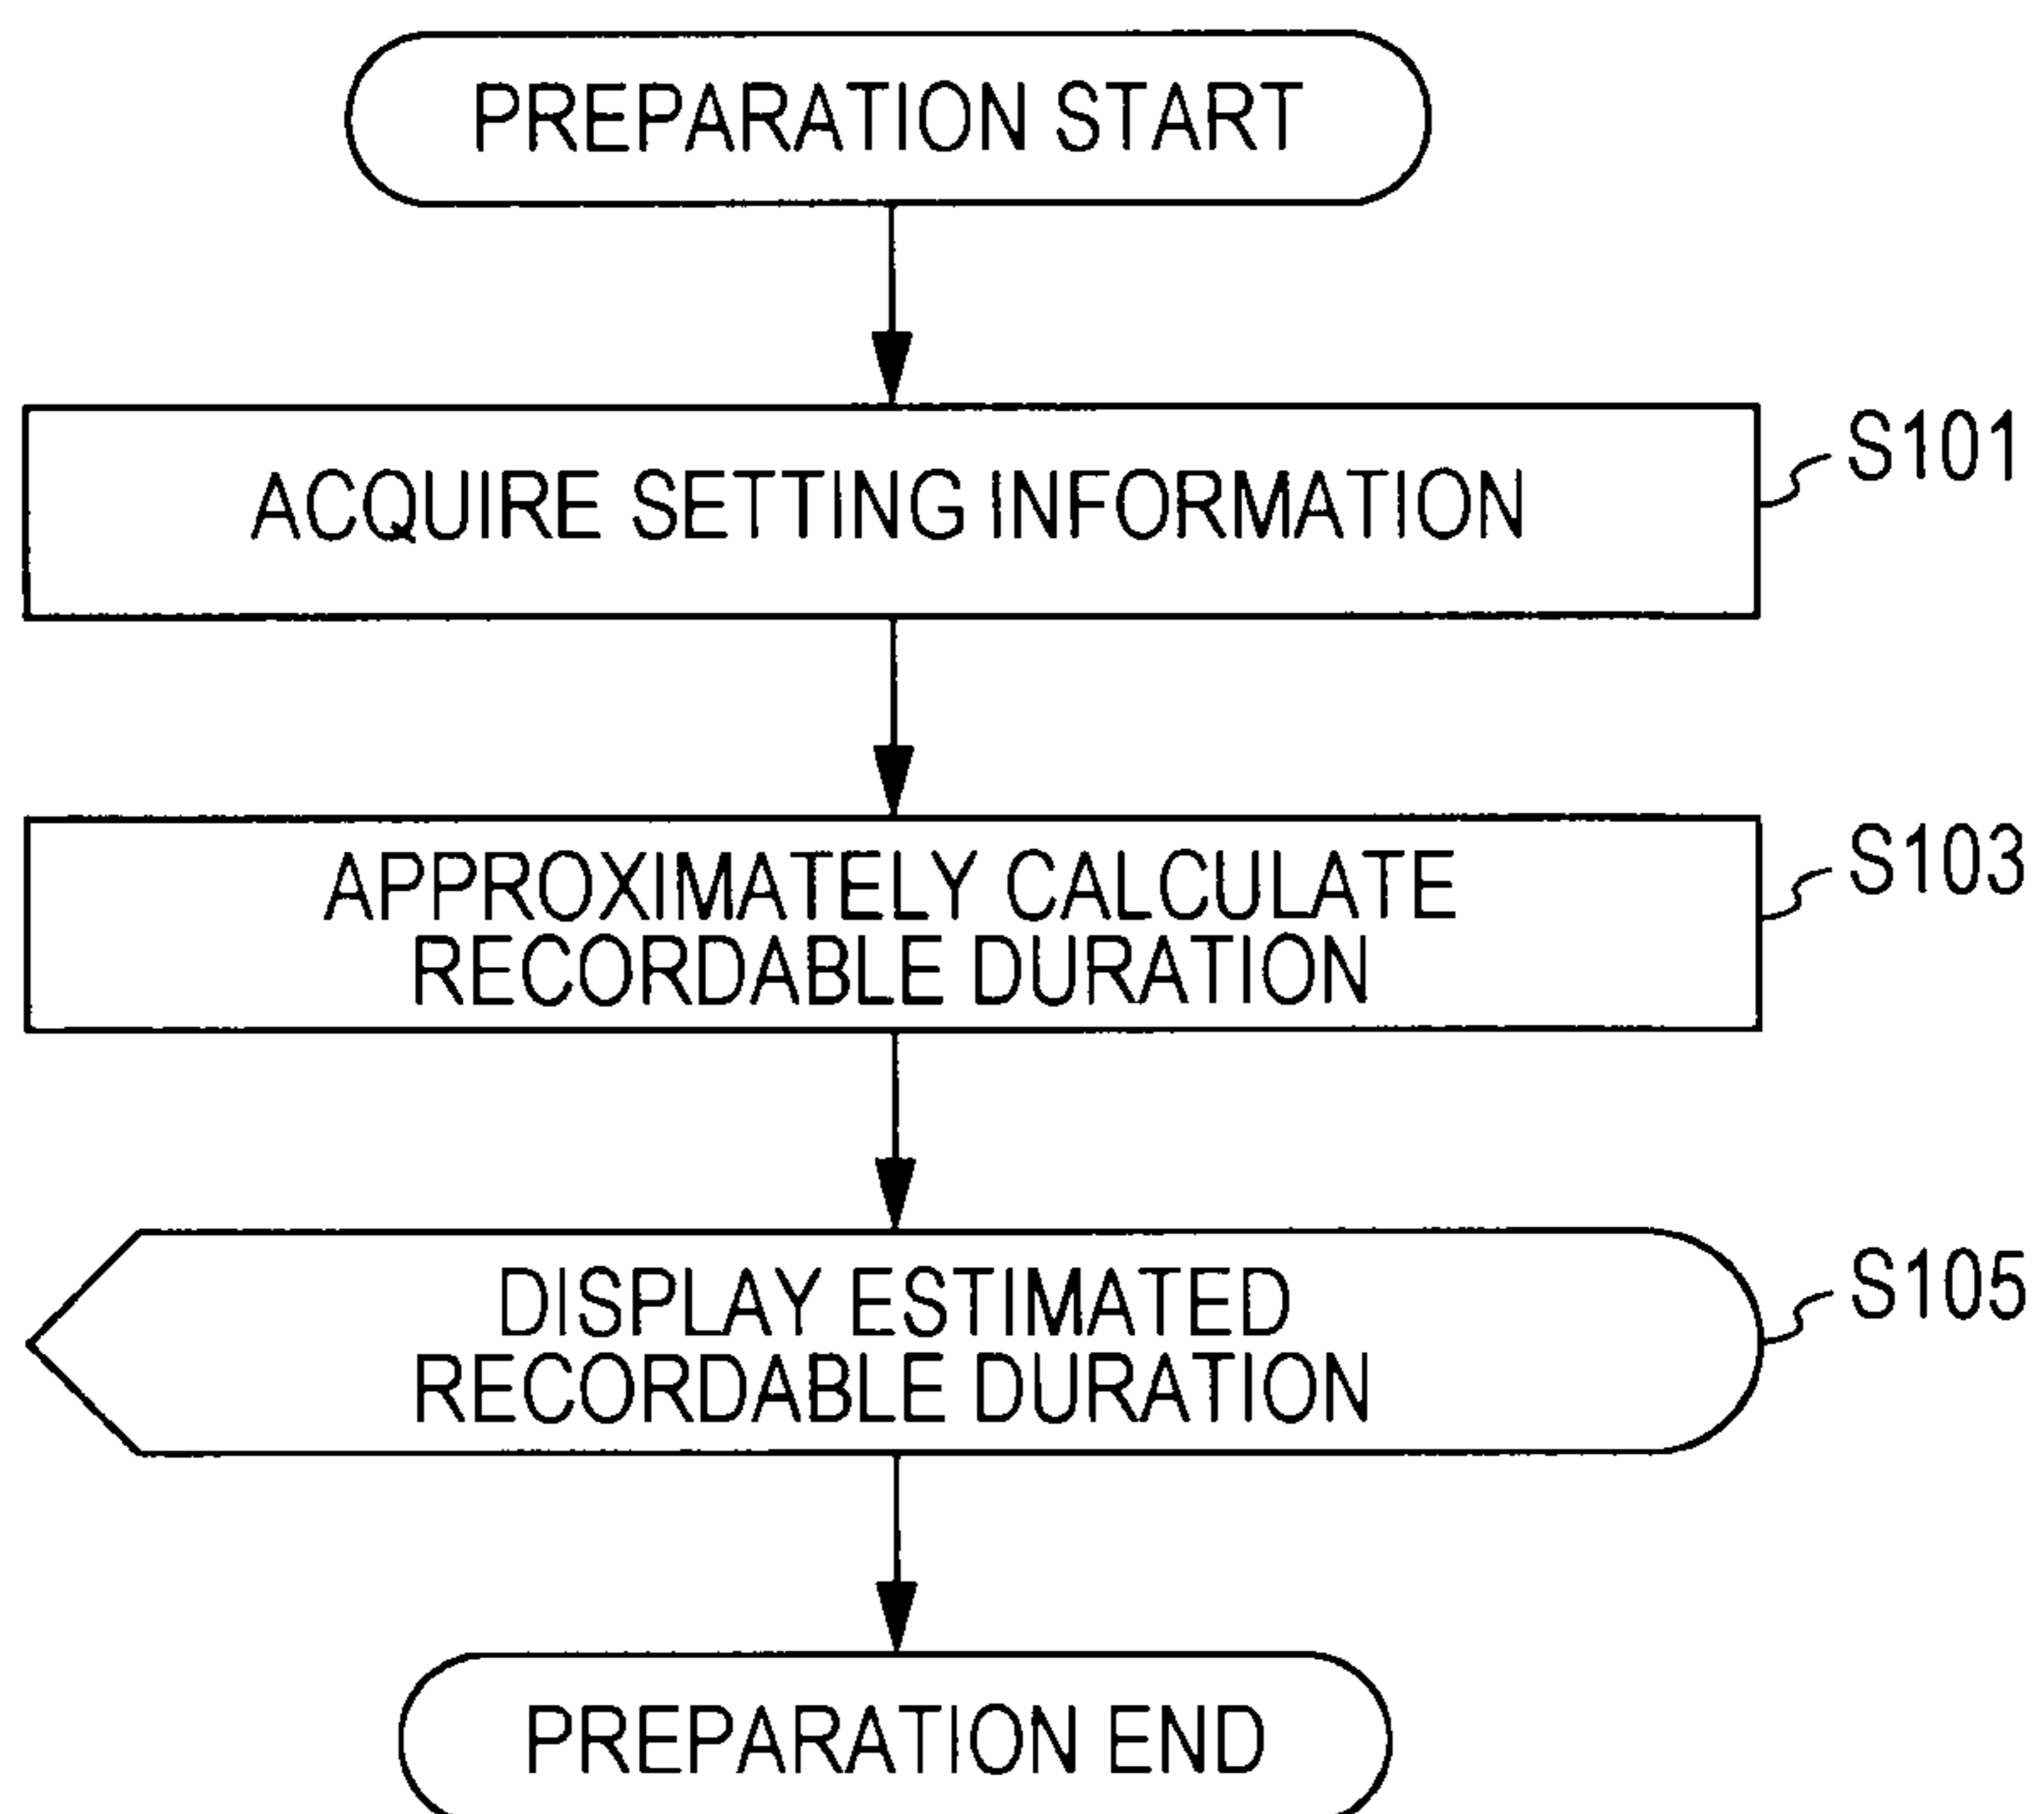 PREPARATION START
ACQUIRE SETTING INFORMATION
S101
APPROXIMATELY CALCULATE
RECORDABLE DURATION
S103
DISPLAY ESTIMATED
RECORDABLE DURATION
S105
PREPARATION END